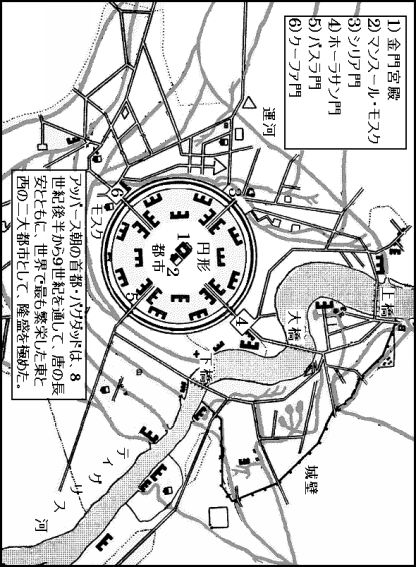 1) 金門宮殿
2) マンスール・モスク
3) シリア門
4) ホーラサン門
5) バスラ門
6) クーファ門
運河
上橋
大橋
下橋
城壁
円形
都市
1
2
3
4
5
6
モスク
ティグリス河
アッバース朝の首都・バグダッドは、8
世紀後半から9世紀を通して、唐の長
安とともに、世界で最も繁栄した東と
西の二大都市として、隆盛を極めた。